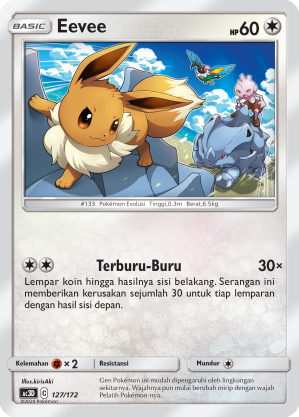 BASIC Eevee HP60
#133 Pokémon Evolusi Tinggi,0.3m Berat,6.5kg
Terburu-Buru 30×
Lempar koin hingga hasilnya sisi belakang. Serangan ini
memberikan kerusakan sejumlah 30 untuk tiap lemparan
dengan hasil sisi depan.
Kelemahan ×2 Resistansi Mundur
Illus.kirisAki
ac2D C 127/172
©2020 Pokémon
Gen Pokémon ini mudah dipengaruhi oleh lingkungan
sekitarnya. Wajahnya pun mulai berubah mirip dengan wajah
Pelatih Pokémon-nya.